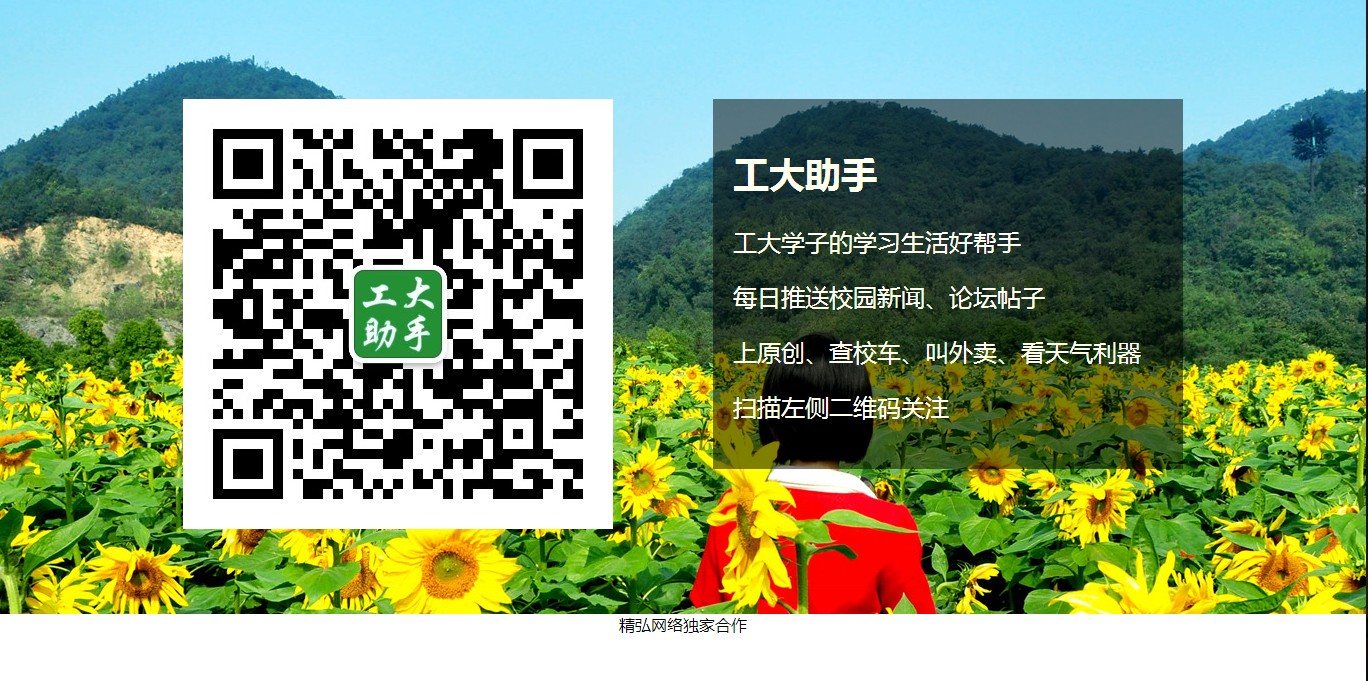 工大
助手
工大助手
工大学子的学习生活好帮手
每日推送校园新闻、论坛帖子
上原创、查校车、叫外卖、看天气利器
扫描左侧二维码关注
精弘网络独家合作